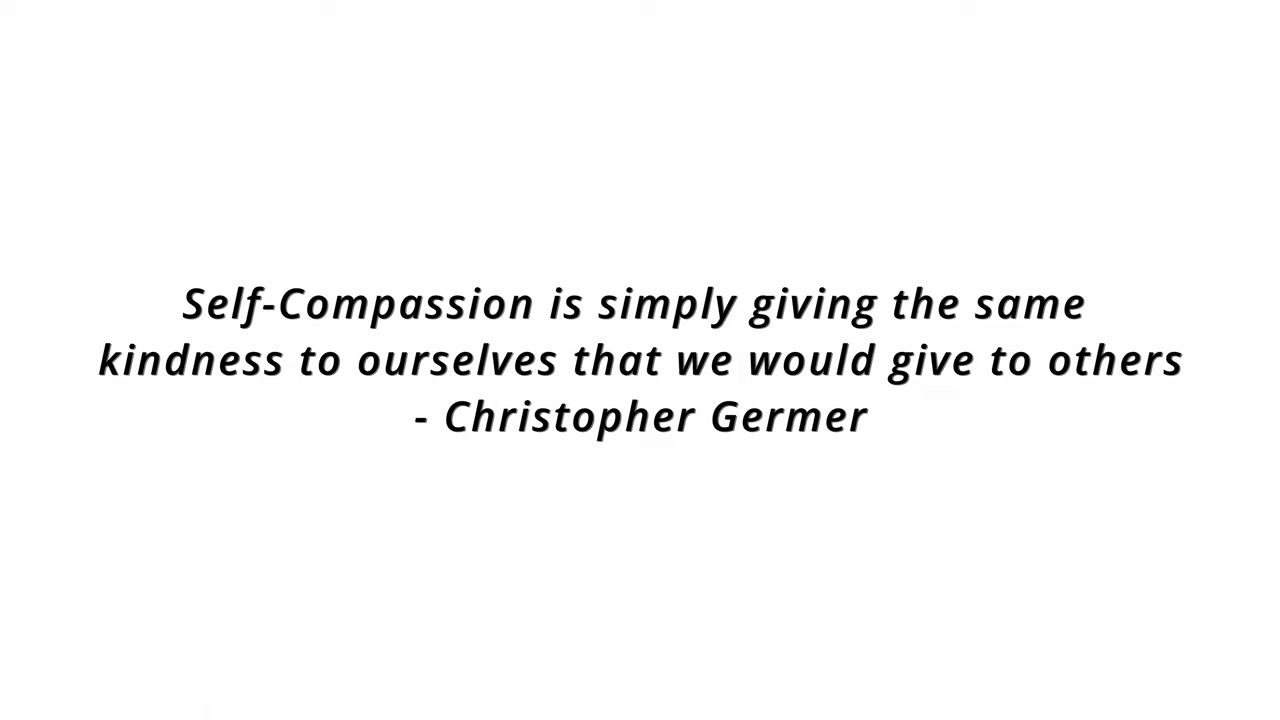 Self-Compassion is simply giving the same
kindness to ourselves that we would give to others
- Christopher Germer